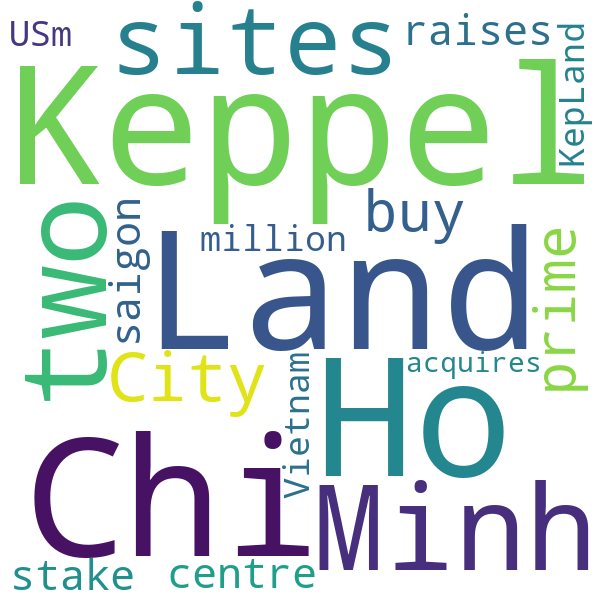 USm
sites
raises
KepLand
Keppel
two
saigon
million
buy
prime
Land
City
Vietnam
acquires
Ho
Chi
Minh
stake
centre